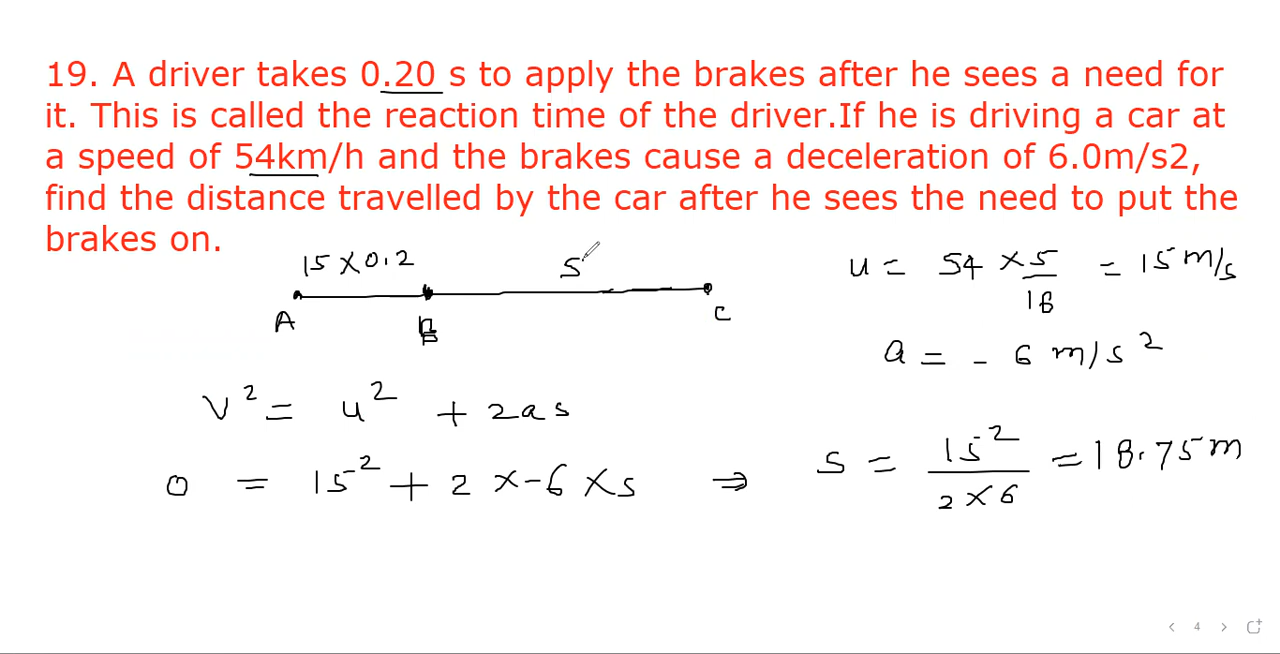 19. A driver takes 0.20 s to apply the brakes after he sees a need for
it. This is called the reaction time of the driver.If he is driving a car at
a speed of 54km/h and the brakes cause a deceleration of 6.0m/s2,
find the distance travelled by the car after he sees the need to put the
brakes on.
15 × 0.2 S
A B C
u = 54 × 5/18 = 15 m/s
a = - 6 m/s²
v² = u² + 2as
0 = 15² + 2 × -6 × s ⇒ s = 15²/2×6 = 18.75 m
4